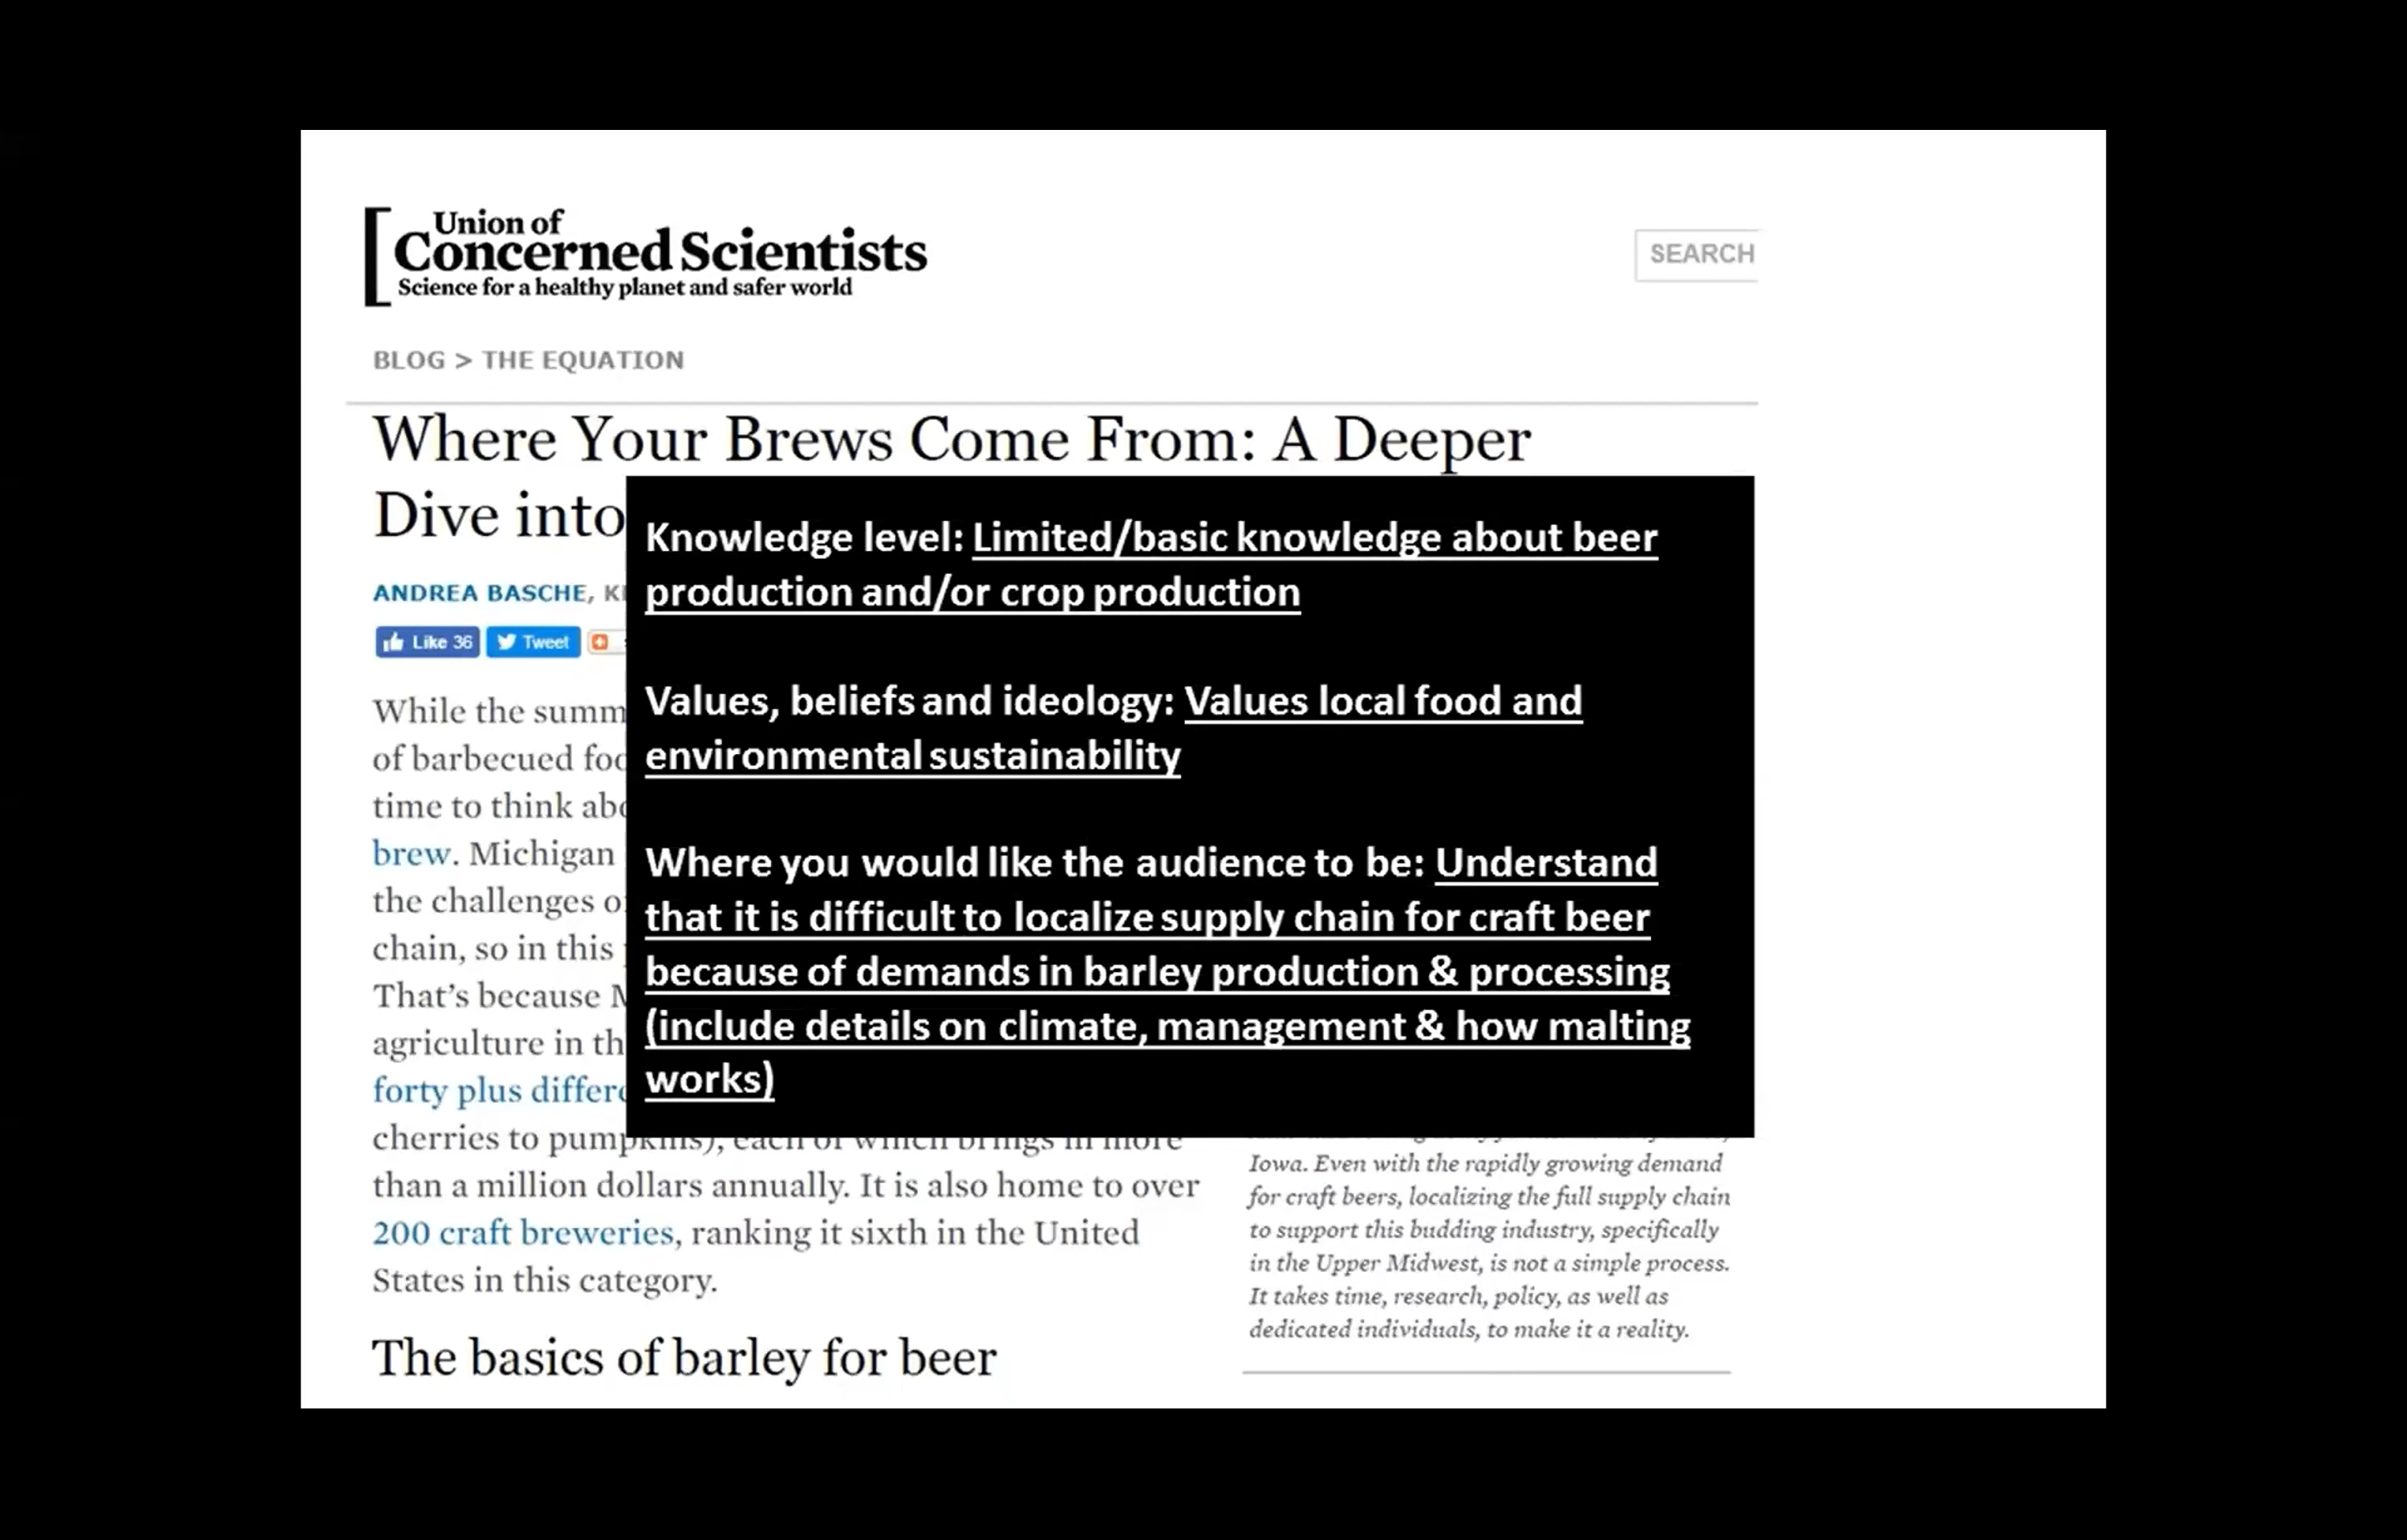 Union of
Concerned Scientists
Science for a healthy planet and safer world
SEARCH
BLOG > THE EQUATION
Where Your Brews Come From: A Deeper
Dive into
ANDREA BASCHE,
Like 36
Tweet
While the summ
of barbecued foo
time to think abo
brew. Michigan
the challenges o
chain, so in this
That's because M
agriculture in th
forty plus differe
cherries to pumpkins), each of which brings in more
than a million dollars annually. It is also home to over
200 craft breweries, ranking it sixth in the United
States in this category.
The basics of barley for beer
Knowledge level: Limited/basic knowledge about beer
production and/or crop production
Values, beliefs and ideology: Values local food and
environmental sustainability
Where you would like the audience to be: Understand
that it is difficult to localize supply chain for craft beer
because of demands in barley production & processing
(include details on climate, management & how malting
works)
Iowa. Even with the rapidly growing demand
for craft beers, localizing the full supply chain
to support this budding industry, specifically
in the Upper Midwest, is not a simple process.
It takes time, research, policy, as well as
dedicated individuals, to make it a reality.